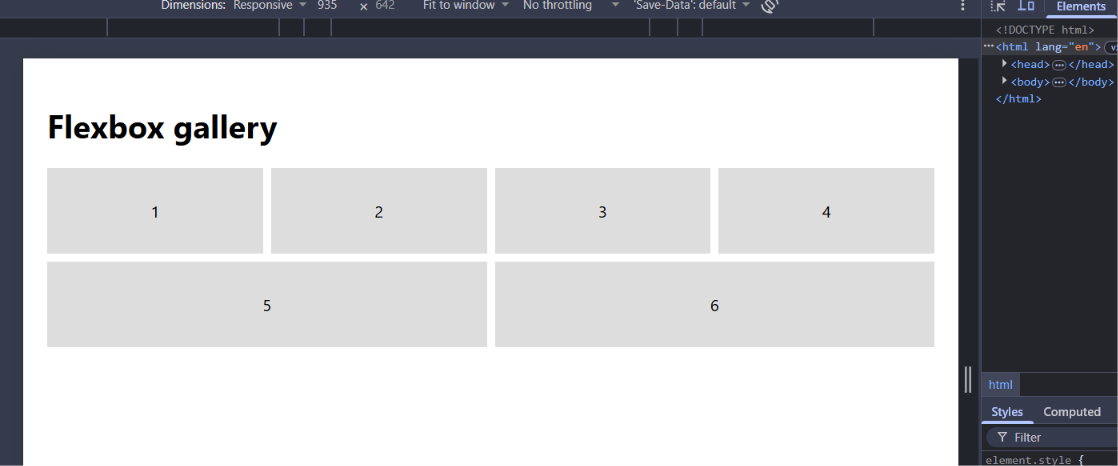 Dimensions: Responsive 935 × 642 Fit to window No throttling 'Save-Data': default Elements
<!DOCTYPE html>
<html lang="en">
<head> ··· </head>
<body> ··· </body>
</html>
Flexbox gallery
1 2 3 4
5 6
html
Styles Computed
Filter
element.style {